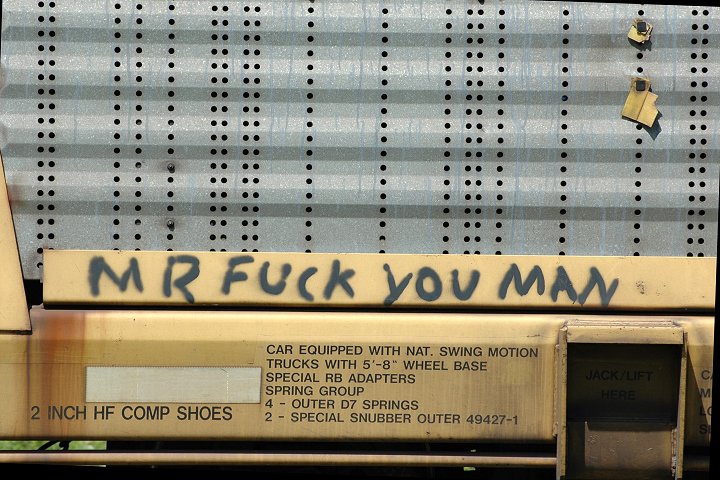 MR FUCK YOU MAN
CAR EQUIPPED WITH NAT. SWING MOTION
TRUCKS WITH 5'-8" WHEEL BASE
SPECIAL RB ADAPTERS
SPRING GROUP
4 - OUTER D7 SPRINGS
2 - SPECIAL SNUBBER OUTER 49427-1
2 INCH HF COMP SHOES
JACK/LIFT
HERE